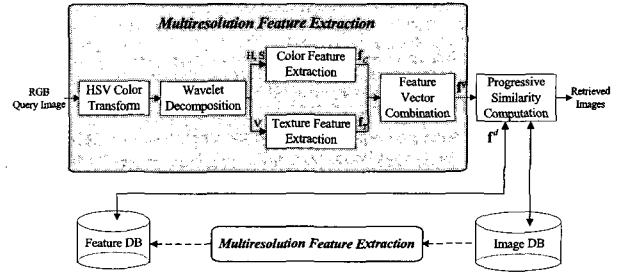 Multiresolution Feature Extraction
RGB
Query Image
HSV Color
Transform
Wavelet
Decomposition
H, S
V
Color Feature
Extraction
Texture Feature
Extraction
f_c
Feature
Vector
Combination
f^q
Progressive
Similarity
Computation
Retrieved
Images
f^d
Feature DB
Multiresolution Feature Extraction
Image DB